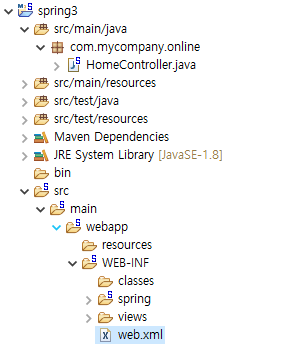 spring3
src/main/java
com.mycompany.online
HomeController.java
src/main/resources
src/test/java
src/test/resources
Maven Dependencies
JRE System Library [JavaSE-1.8]
bin
src
main
webapp
resources
WEB-INF
classes
spring
views
web.xml